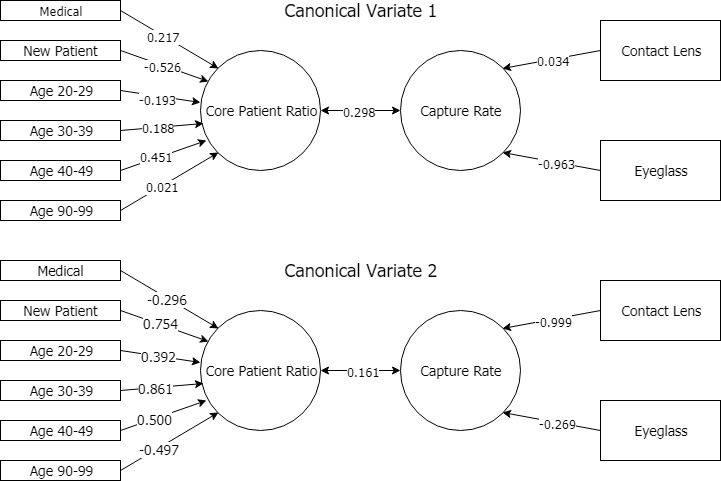 Canonical Variate 1
Medical
0.217
New Patient
-0.526
Age 20-29
-0.193
Age 30-39
0.188
Age 40-49
0.451
Age 90-99
0.021
Core Patient Ratio
0.298
Capture Rate
0.034
Contact Lens
-0.963
Eyeglass
Canonical Variate 2
Medical
-0.296
New Patient
0.754
Age 20-29
0.392
Age 30-39
0.861
Age 40-49
0.500
Age 90-99
-0.497
Core Patient Ratio
0.161
Capture Rate
-0.999
Contact Lens
-0.269
Eyeglass